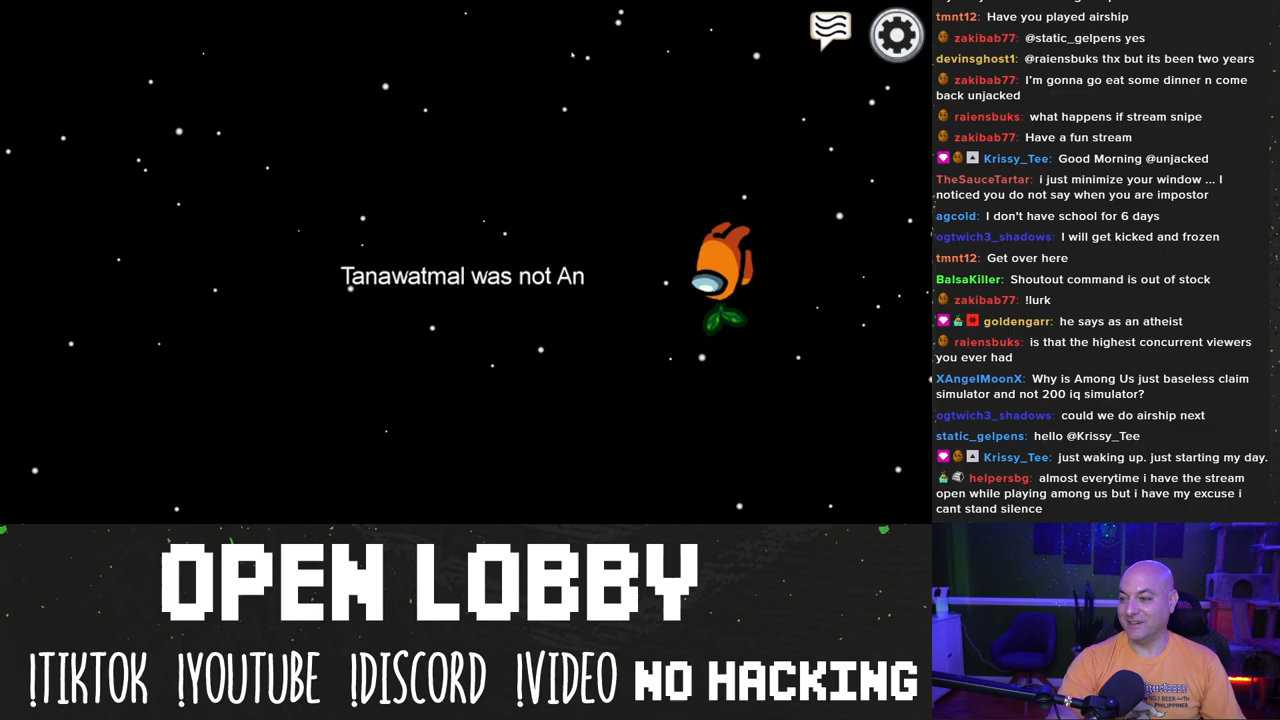 tmnt12: Have you played airship
zakibab77: @static_gelpens yes
devinsghost1: @raiensbuks thx but its been two years
zakibab77: I'm gonna go eat some dinner n come
back unjacked
raiensbuks: what happens if stream snipe
zakibab77: Have a fun stream
Krissy_Tee: Good Morning @unjacked
TheSauceTartar: i just minimize your window ... I
noticed you do not say when you are impostor
agcold: I don't have school for 6 days
ogtwich3_shadows: I will get kicked and frozen
tmnt12: Get over here
BalsaKiller: Shoutout command is out of stock
zakibab77: !lurk
goldengarr: he says as an atheist
raiensbuks: is that the highest concurrent viewers
you ever had
XAngelMoonX: Why is Among Us just baseless claim
simulator and not 200 iq simulator?
ogtwich3_shadows: could we do airship next
static_gelpens: hello @Krissy_Tee
Krissy_Tee: just waking up. just starting my day.
helpersbg: almost everytime i have the stream
open while playing among us but i have my excuse i
cant stand silence
Tanawatmal was not An
OPEN LOBBY
!TIKTOK !YOUTUBE !DISCORD !VIDEO NO HACKING
PHILIPPINES